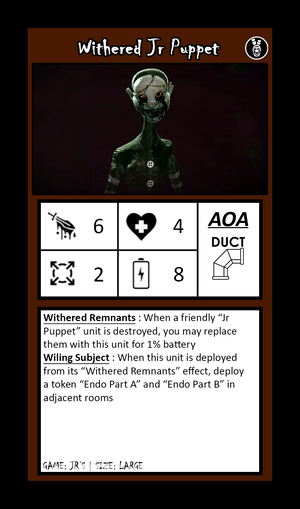 Withered Jr Puppet
6
4
AOA
DUCT
2
8
Withered Remnants : When a friendly “Jr
Puppet” unit is destroyed, you may replace
them with this unit for 1% battery
Wiling Subject : When this unit is deployed
from its “Withered Remnants” effect, deploy
a token “Endo Part A” and “Endo Part B” in
adjacent rooms
GAME: JR'S | SIZE: LARGE